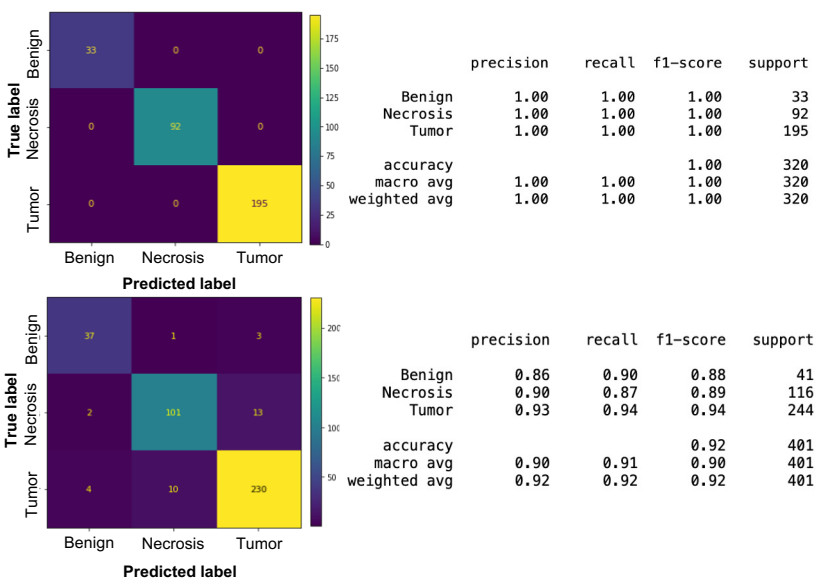 True label
Benign
Necrosis
Tumor
33 0 0
0 92 0
0 0 195
175
150
125
100
75
50
25
0
Benign Necrosis Tumor
Predicted label
precision recall f1-score support
Benign 1.00 1.00 1.00 33
Necrosis 1.00 1.00 1.00 92
Tumor 1.00 1.00 1.00 195
accuracy 1.00 320
macro avg 1.00 1.00 1.00 320
weighted avg 1.00 1.00 1.00 320
True label
Benign
Necrosis
Tumor
37 1 3
2 101 13
4 10 230
200
150
100
50
Benign Necrosis Tumor
Predicted label
precision recall f1-score support
Benign 0.86 0.90 0.88 41
Necrosis 0.90 0.87 0.89 116
Tumor 0.93 0.94 0.94 244
accuracy 0.92 401
macro avg 0.90 0.91 0.90 401
weighted avg 0.92 0.92 0.92 401